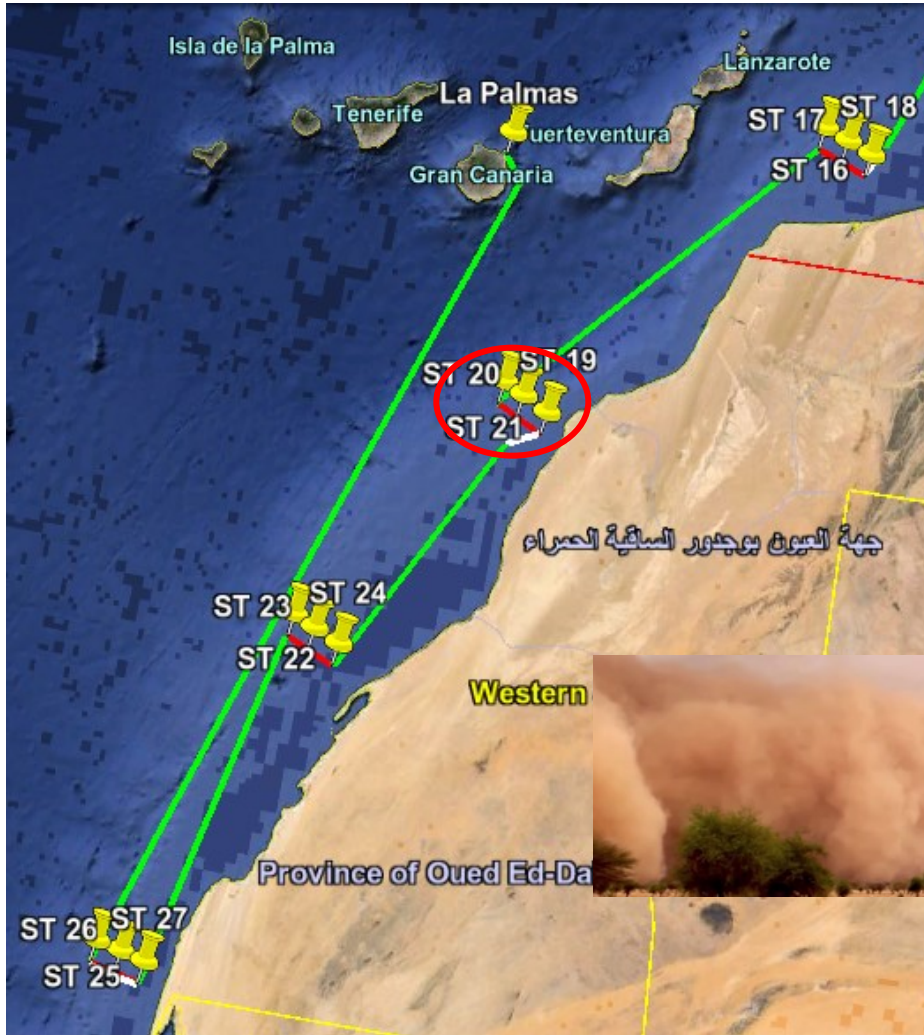 Isla de la Palma
Lanzarote
La Palmas
Tenerife
Fuerteventura
ST 17
ST 18
ST 16
Gran Canaria
ST 19
ST 20
ST 21
جهة العيون بوجدور الساقية الحمراء
ST 24
ST 23
ST 22
Western
Province of Oued Ed-Da
ST 27
ST 26
ST 25